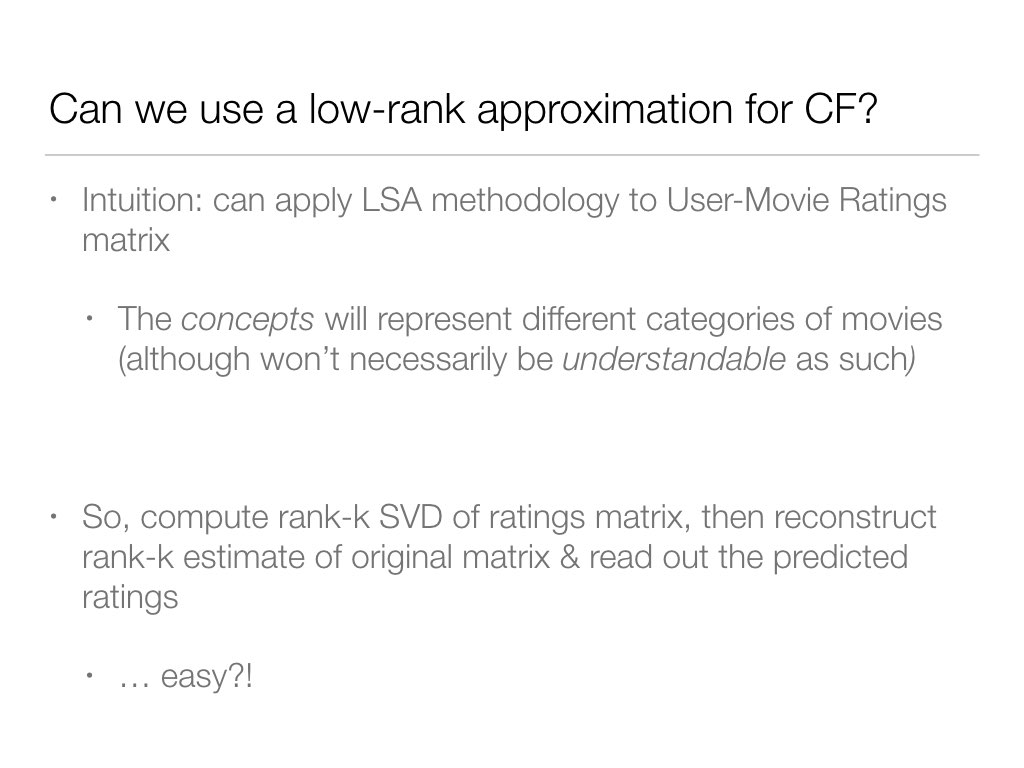 Can we use a low-rank approximation for CF?
• Intuition: can apply LSA methodology to User-Movie Ratings
matrix
• The concepts will represent different categories of movies
(although won’t necessarily be understandable as such)
• So, compute rank-k SVD of ratings matrix, then reconstruct
rank-k estimate of original matrix & read out the predicted
ratings
• … easy?!